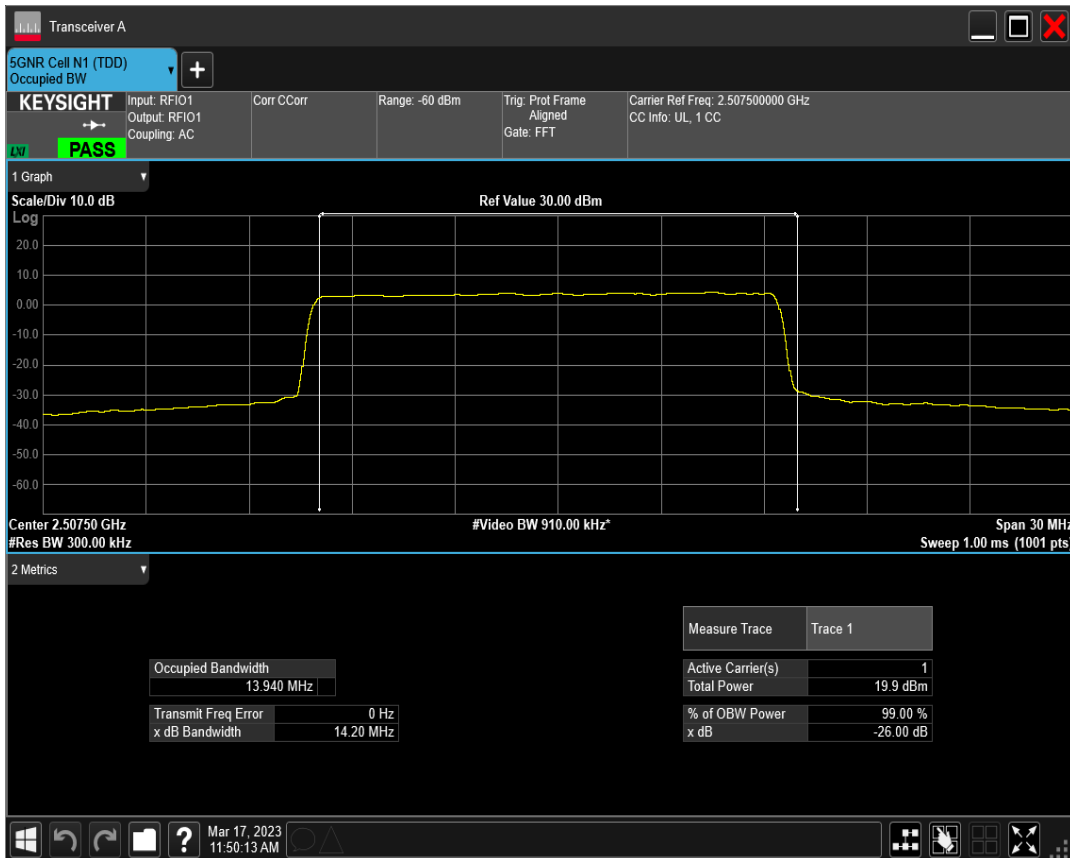 Transceiver A
5GNR Cell N1 (TDD)
Occupied BW
+
KEYSIGHT
LXI
PASS
Input: RFIO1
Output: RFIO1
Coupling: AC
Corr CCorr
Range: -60 dBm
Trig: Prot Frame
Aligned
Gate: FFT
Carrier Ref Freq: 2.507500000 GHz
CC Info: UL, 1 CC
1 Graph
Scale/Div 10.0 dB
Ref Value 30.00 dBm
Log
20.0
10.0
0.00
-10.0
-20.0
-30.0
-40.0
-50.0
-60.0
Center 2.50750 GHz
#Video BW 910.00 kHz*
Span 30 MHz
#Res BW 300.00 kHz
Sweep 1.00 ms (1001 pts)
2 Metrics
Measure Trace Trace 1
Occupied Bandwidth
13.940 MHz
Active Carrier(s) 1
Total Power 19.9 dBm
Transmit Freq Error 0 Hz
x dB Bandwidth 14.20 MHz
% of OBW Power 99.00 %
x dB -26.00 dB
?
Mar 17, 2023
11:50:13 AM